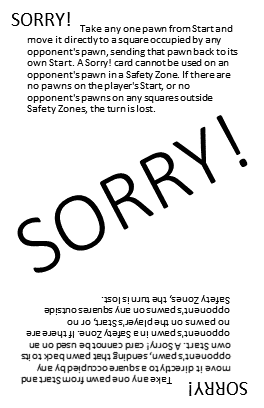 SORRY! Take any one pawn from Start and
move it directly to a square occupied by any
opponent's pawn, sending that pawn back to its
own Start. A Sorry! card cannot be used on an
opponent's pawn in a Safety Zone. If there are
no pawns on the player's Start, or no
opponent's pawns on any squares outside
Safety Zones, the turn is lost.
SORRY!
SORRY! Take any one pawn from Start and
move it directly to a square occupied by any
opponent's pawn, sending that pawn back to its
own Start. A Sorry! card cannot be used on an
opponent's pawn in a Safety Zone. If there are
no pawns on the player's Start, or no
opponent's pawns on any squares outside
Safety Zones, the turn is lost.